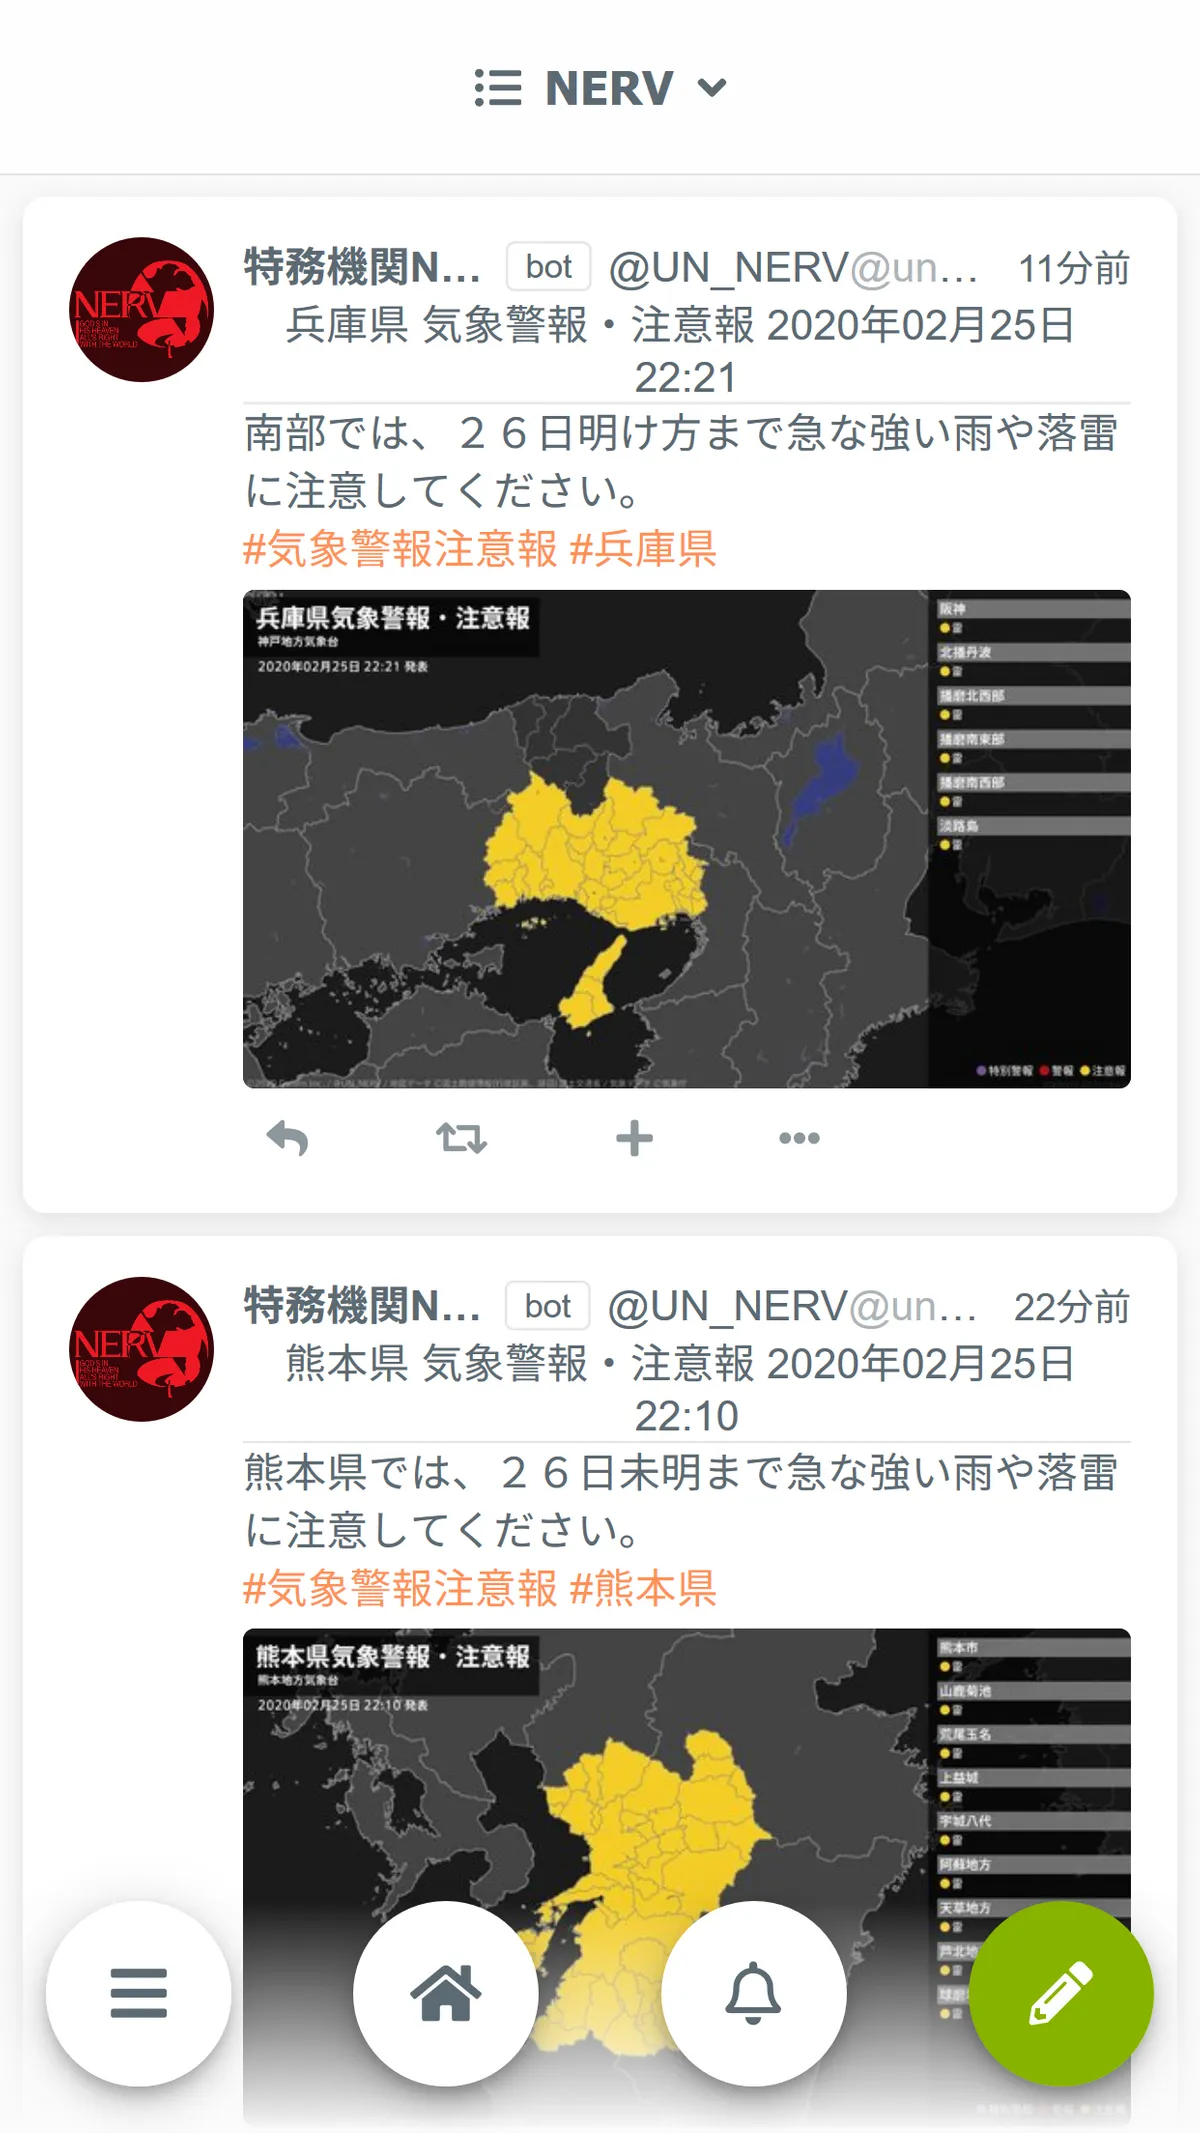 NERV
特務機関N… bot @UN_NERV@un… 11分前
兵庫県 気象警報・注意報 2020年02月25日
22:21
南部では、２６日明け方まで急な強い雨や落雷
に注意してください。
#気象警報注意報 #兵庫県
兵庫県気象警報・注意報
神戸地方気象台
2020年02月25日 22:21 発表
阪神
雷
北播丹波
雷
播磨北西部
雷
播磨南東部
雷
播磨南西部
雷
淡路島
雷
特別警報 警報 注意報
特務機関N… bot @UN_NERV@un… 22分前
熊本県 気象警報・注意報 2020年02月25日
22:10
熊本県では、２６日未明まで急な強い雨や落雷
に注意してください。
#気象警報注意報 #熊本県
熊本県気象警報・注意報
熊本地方気象台
2020年02月25日 22:10 発表
熊本市
雷
山鹿菊池
雷
荒尾玉名
雷
上益城
雷
宇城八代
雷
阿蘇地方
雷
天草地方
雷
芦北地
雷
球磨
雷
NERV
GOD'S IN
HIS HEAVEN
ALL'S RIGHT
WITH THE WORLD